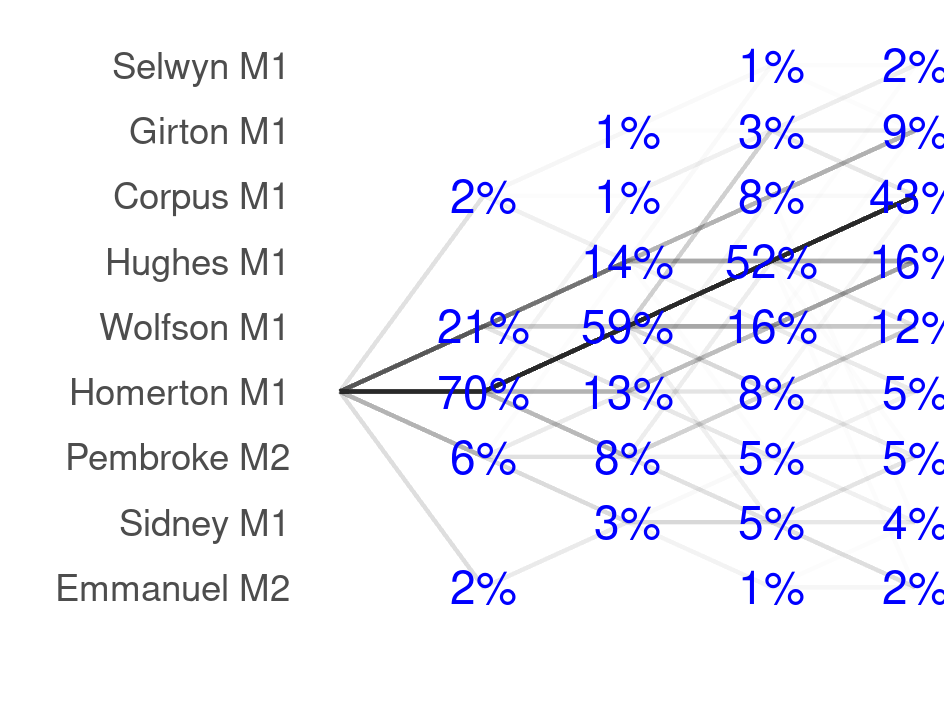 Selwyn M1 1% 2%
Girton M1 1% 3% 9%
Corpus M1 2% 1% 8% 43%
Hughes M1 14% 52% 16%
Wolfson M1 21% 59% 16% 12%
Homerton M1 70% 13% 8% 5%
Pembroke M2 6% 8% 5% 5%
Sidney M1 3% 5% 4%
Emmanuel M2 2% 1% 2%